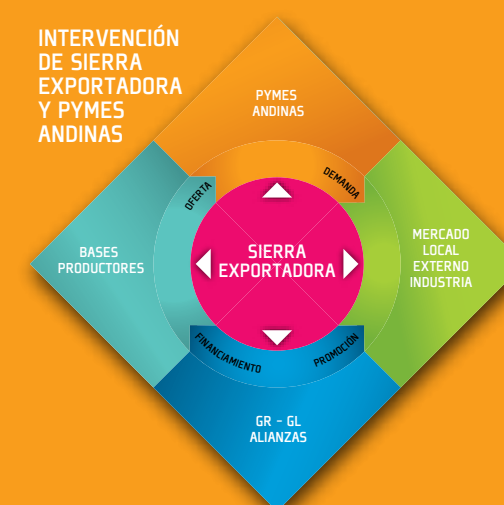 INTERVENCIÓN
DE SIERRA
EXPORTADORA
Y PYMES
ANDINAS
PYMES
ANDINAS
OFERTA
DEMANDA
BASES
PRODUCTORES
SIERRA
EXPORTADORA
MERCADO
LOCAL
EXTERNO
INDUSTRIA
FINANCIAMIENTO
PROMOCIÓN
GR - GL
ALIANZAS